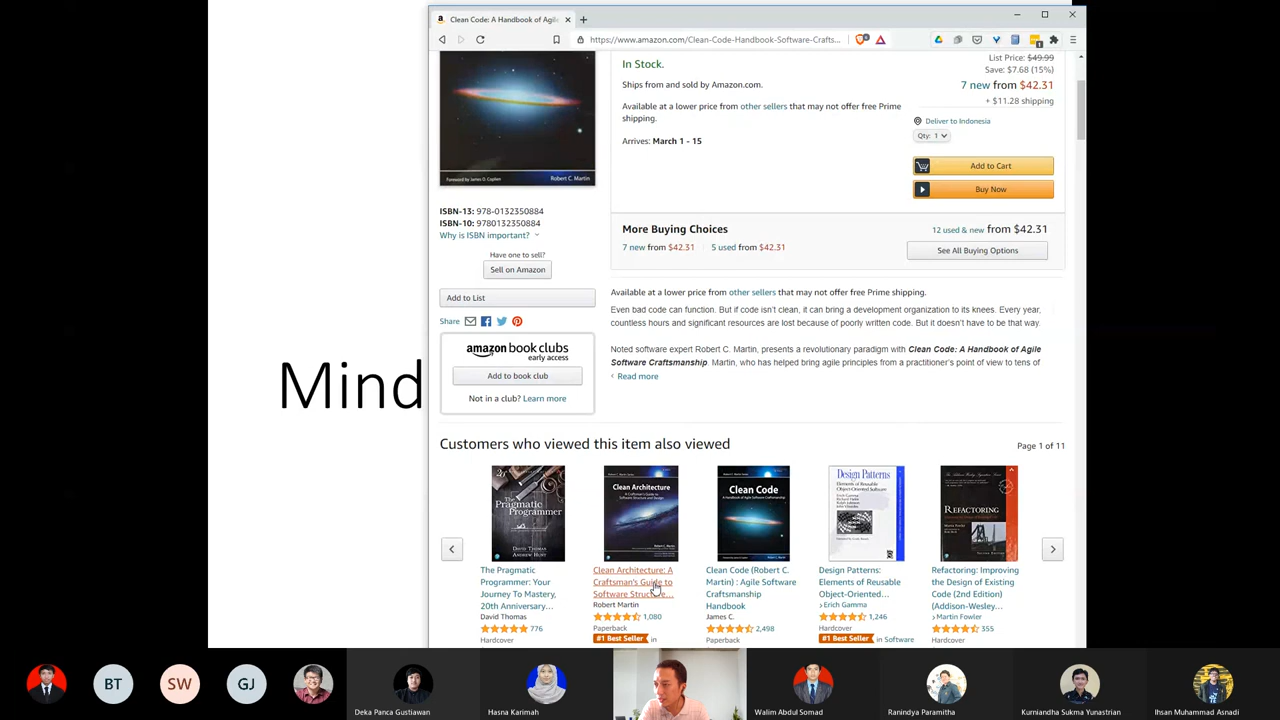 Clean Code: A Handbook of Agil
https://www.amazon.com/Clean-Code-Handbook-Software-Crafts...
List Price: $49.99
Save: $7.68 (15%)
7 new from $42.31
+ $11.28 shipping
Deliver to Indonesia
Qty: 1
Add to Cart
Buy Now
In Stock.
Ships from and sold by Amazon.com.
Available at a lower price from other sellers that may not offer free Prime
shipping.
Arrives: March 1 - 15
Foreword by James O. Coplien
Robert C. Martin
ISBN-13: 978-0132350884
ISBN-10: 9780132350884
Why is ISBN important?
Have one to sell?
Sell on Amazon
Add to List
Share
amazon book clubs
early access
Add to book club
Not in a club? Learn more
More Buying Choices
7 new from $42.31
5 used from $42.31
12 used & new from $42.31
See All Buying Options
Available at a lower price from other sellers that may not offer free Prime shipping.
Even bad code can function. But if code isn't clean, it can bring a development organization to its knees. Every year,
countless hours and significant resources are lost because of poorly written code. But it doesn't have to be that way.
Noted software expert Robert C. Martin, presents a revolutionary paradigm with Clean Code: A Handbook of Agile
Software Craftsmanship. Martin, who has helped bring agile principles from a practitioner's point of view to tens of
Read more
Mind
Customers who viewed this item also viewed
Page 1 of 11
The
Pragmatic
Programmer
DAVID THOMAS
ANDREW HUNT
Clean Architecture
Clean Code
Design Patterns
REFACTORING
The Pragmatic
Programmer: Your
Journey To Mastery,
20th Anniversary...
David Thomas
776
Hardcover
Clean Architecture: A
Craftsman's Guide to
Software Structure...
Robert Martin
1,080
Paperback
#1 Best Seller in
Clean Code (Robert C.
Martin) : Agile Software
Craftsmanship
Handbook
James C.
2,498
Paperback
Design Patterns:
Elements of Reusable
Object-Oriented...
Erich Gamma
1,246
Hardcover
#1 Best Seller in Software
Refactoring: Improving
the Design of Existing
Code (2nd Edition)
(Addison-Wesley...
Martin Fowler
355
Hardcover
BT
SW
GJ
Deka Panca Gustiawan
Hasna Karimah
Walim Abdul Somad
Ranindya Paramitha
Kurniandha Sukma Yunastrian
Ihsan Muhammad Asnadi